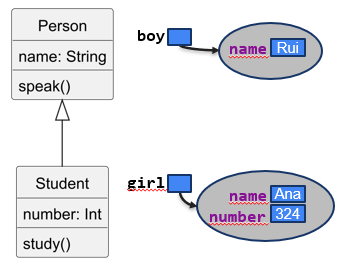 Person
name: String
speak()
Student
number: Int
study()
boy
name Rui
girl
name Ana
number 324